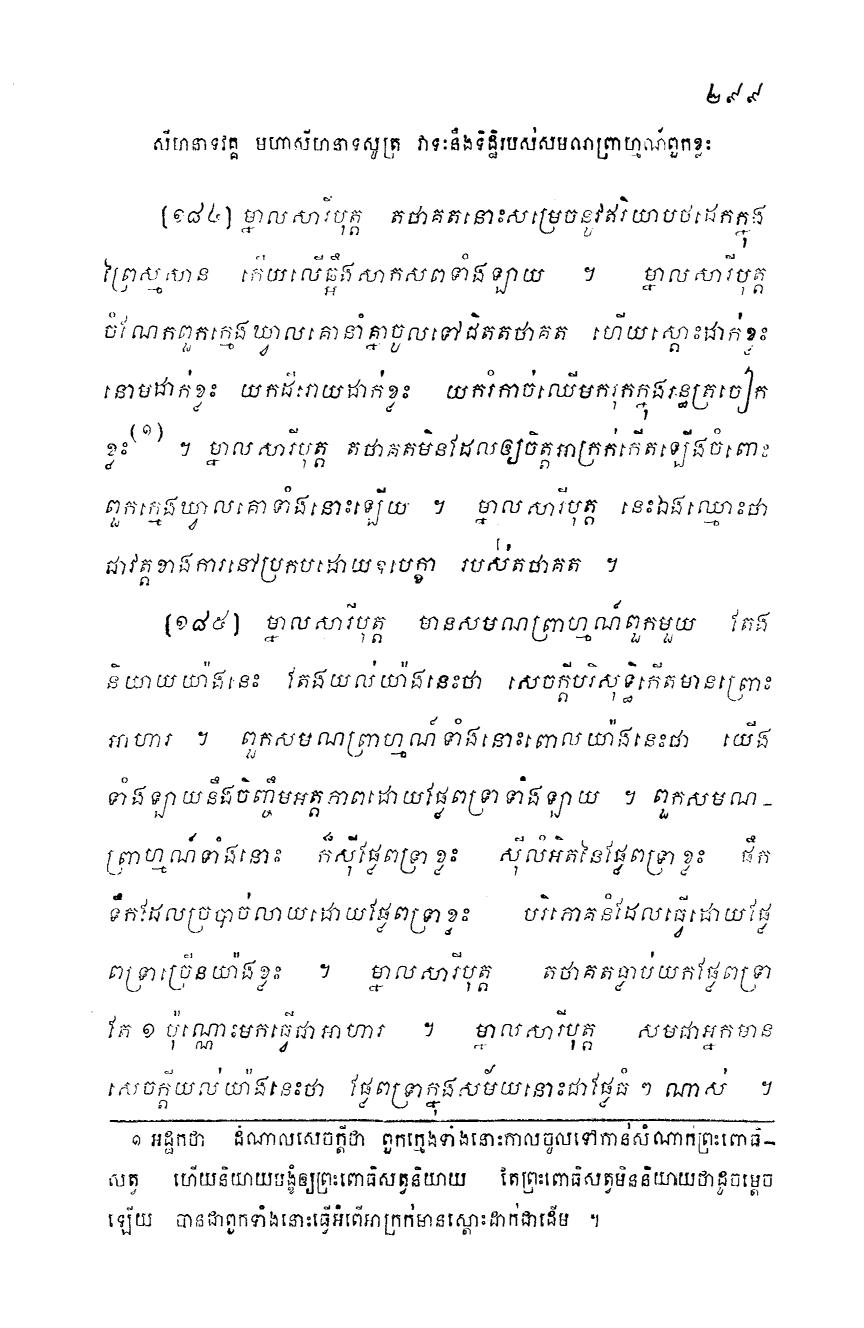 ២៩៩
សីហនាទវគ្គ មហាសីហនាទសូត្រ វាទៈនឹងទិដ្ឋិរបស់សមណព្រាហ្មណ៍ពួកខ្លះ
[១៨៤] ម្នាលសារីបុត្ត តថាគតនោះសម្រេចនូវឥរិយាបថដេកក្នុង
ព្រៃស្មសាន កើយលើឆ្អឹងសាកសពទាំងឡាយ ។ ម្នាលសារីបុត្ត
ចំណែកពួកក្មេងឃ្វាលគោនាំគ្នាចូលទៅជិតតថាគត ហើយស្តោះដាក់ខ្លះ
នោមដាក់ខ្លះ យកដីរោយដាក់ខ្លះ យករំកាច់ឈើមករុកក្នុងរន្ធត្រចៀក
ខ្លះ(១) ។ ម្នាលសារីបុត្ត តថាគតមិនដែលឲ្យចិត្តអាក្រក់កើតឡើងចំពោះ
ពួកក្មេងឃ្វាលគោទាំងនោះឡើយ ។ ម្នាលសារីបុត្ត នេះឯងឈ្មោះថា
ជាវត្តខាងការនៅប្រកបដោយឧបេក្ខា របស់តថាគត ។
[១៨៥] ម្នាលសារីបុត្ត មានសមណព្រាហ្មណ៍ពួកមួយ តែង
និយាយយ៉ាងនេះ តែងយល់យ៉ាងនេះថា សេចក្តីបរិសុទ្ធិកើតមានព្រោះ
អាហារ ។ ពួកសមណព្រាហ្មណ៍ទាំងនោះពោលយ៉ាងនេះថា យើង
ទាំងឡាយនឹងចិញ្ចឹមអត្តភាពដោយផ្លែពទ្រាទាំងឡាយ ។ ពួកសមណ-
ព្រាហ្មណ៍ទាំងនោះ ក៏ស៊ីផ្លែពទ្រាខ្លះ ស៊ីលំអិតនៃផ្លែពទ្រាខ្លះ ផឹក
ទឹកដែលច្របាច់លាយដោយផ្លែពទ្រាខ្លះ បរិភោគនំដែលធ្វើដោយផ្លែ
ពទ្រាច្រើនយ៉ាងខ្លះ ។ ម្នាលសារីបុត្ត តថាគតធ្លាប់យកផ្លែពទ្រា
តែ ១ ប៉ុណ្ណោះមកធ្វើជាអាហារ ។ ម្នាលសារីបុត្ត សមជាអ្នកមាន
សេចក្តីយល់យ៉ាងនេះថា ផ្លែពទ្រាក្នុងសម័យនោះជាផ្លែធំ ៗ ណាស់ ។
១ អដ្ឋកថា ដំណាលសេចក្តីថា ពួកក្មេងទាំងនោះកាលចូលទៅកាន់សំណាក់ព្រះពោធិ-
សត្វ ហើយនិយាយបង្ខំឲ្យព្រះពោធិសត្វនិយាយ តែព្រះពោធិសត្វមិននិយាយថាដូចម្តេច
ឡើយ បានជាពួកទាំងនោះធ្វើអំពើអាក្រក់មានស្តោះដាក់ជាដើម ។